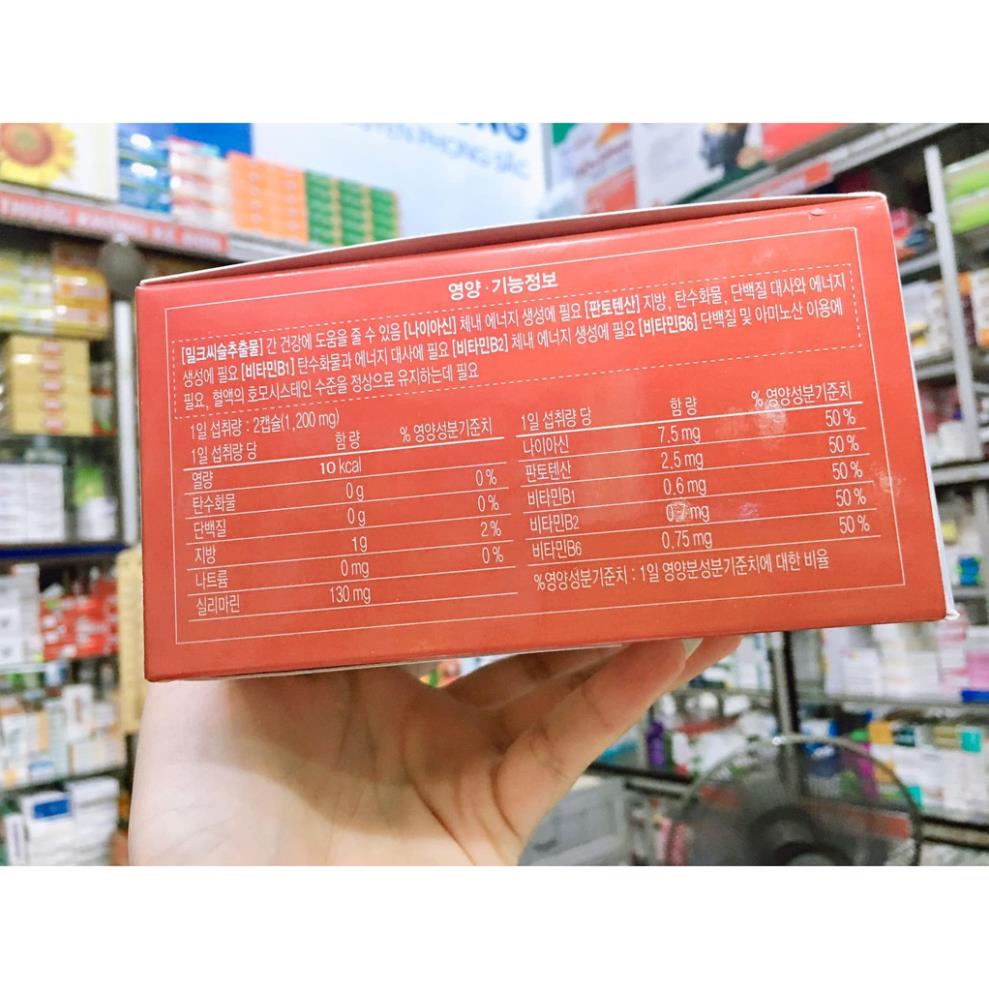 PHONG SẮC
영양·기능정보
[밀크씨슬추출물] 간 건강에 도움을 줄 수 있음 [나이아신] 체내 에너지 생성에 필요 [판토텐산] 지방, 탄수화물, 단백질 대사와 에너지
생성에 필요 [비타민B1] 탄수화물과 에너지 대사에 필요 [비타민B2] 체내 에너지 생성에 필요 [비타민B6] 단백질 및 아미노산 이용에
필요, 혈액의 호모시스테인 수준을 정상으로 유지하는데 필요
1일 섭취량 : 2캡슐(1,200 mg)
1일 섭취량 당 함량 % 영양성분기준치
열량 10 kcal
탄수화물 0 g 0 %
단백질 0 g 0 %
지방 1 g 2 %
나트륨 0 mg 0 %
실리마린 130 mg
1일 섭취량 당 함량 % 영양성분기준치
나이아신 7.5 mg 50 %
판토텐산 2.5 mg 50 %
비타민B1 0.6 mg 50 %
비타민B2 0.7 mg 50 %
비타민B6 0.75 mg 50 %
%영양성분기준치 : 1일 영양분성분기준치에 대한 비율